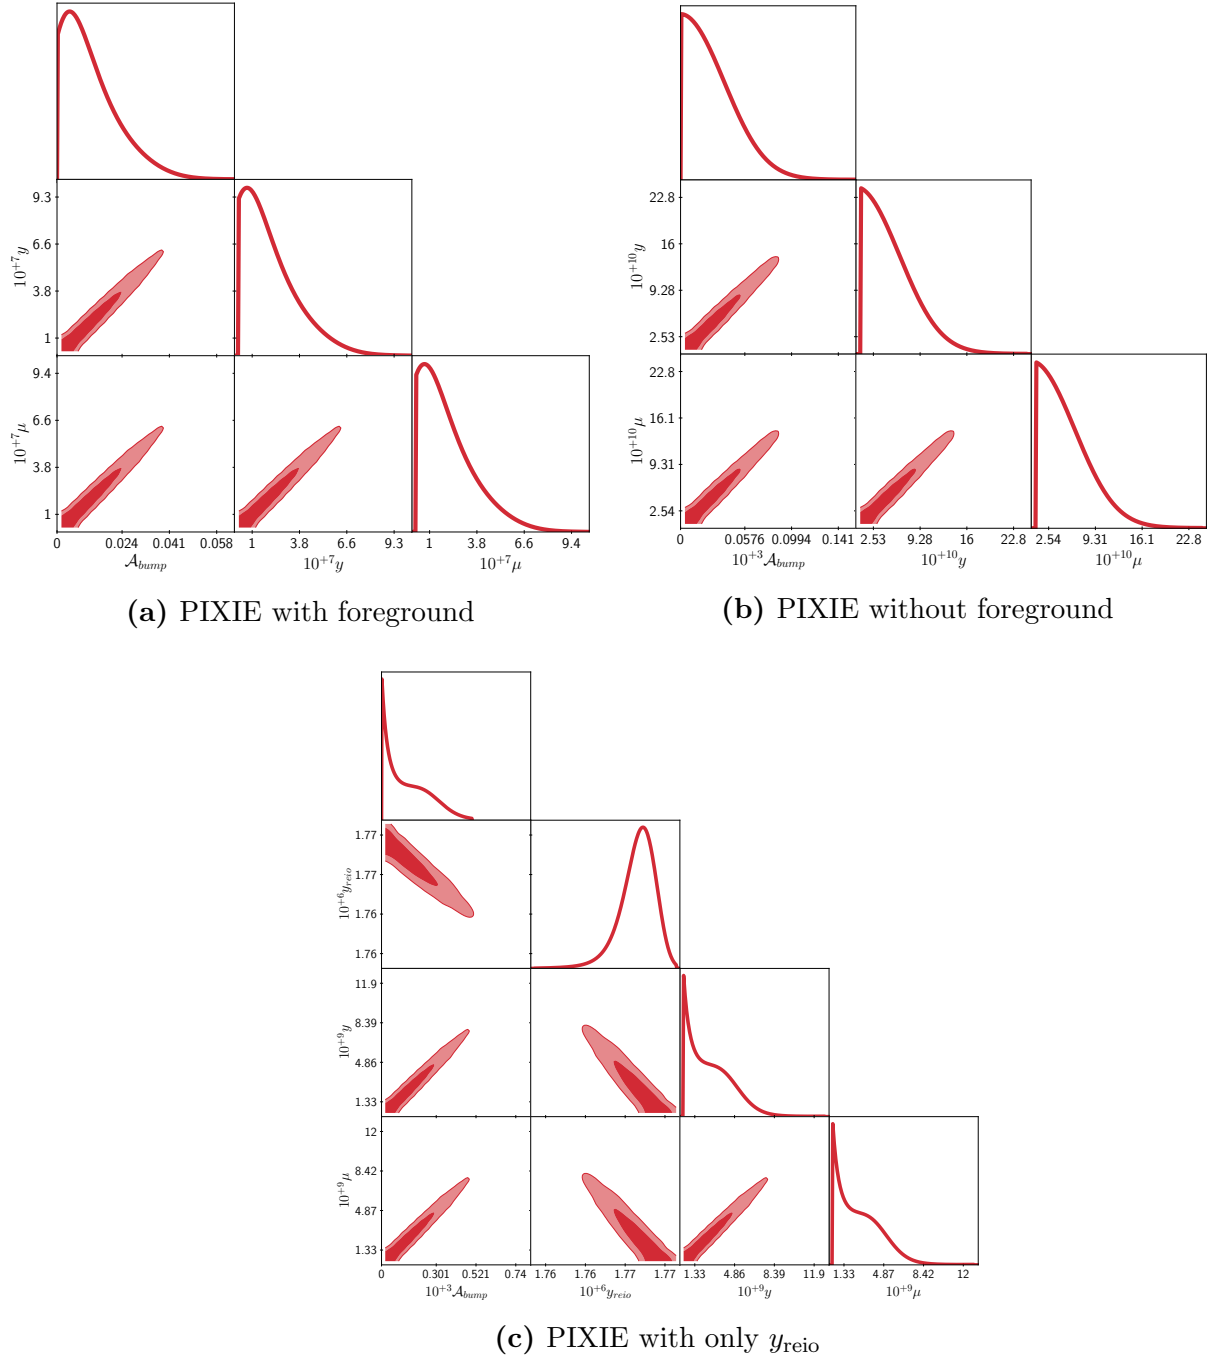 9.3
6.6
3.8
1
10^{+7}y
9.4
6.6
3.8
1
10^{+7}μ
0 0.024 0.041 0.058
𝒜_{bump}
1 3.8 6.6 9.3
10^{+7}y
1 3.8 6.6 9.4
10^{+7}μ
(a) PIXIE with foreground
22.8
16
9.28
2.53
10^{+10}y
22.8
16.1
9.31
2.54
10^{+10}μ
0 0.0576 0.0994 0.141
10^{+3}𝒜_{bump}
2.53 9.28 16 22.8
10^{+10}y
2.54 9.31 16.1 22.8
10^{+10}μ
(b) PIXIE without foreground
1.77
1.77
1.76
1.76
10^{+6}y_{reio}
11.9
8.39
4.86
1.33
10^{+9}y
12
8.42
4.87
1.33
10^{+9}μ
0 0.301 0.521 0.74
10^{+3}𝒜_{bump}
1.76 1.76 1.77 1.77
10^{+6}y_{reio}
1.33 4.86 8.39 11.9
10^{+9}y
1.33 4.87 8.42 12
10^{+9}μ
(c) PIXIE with only y_{reio}